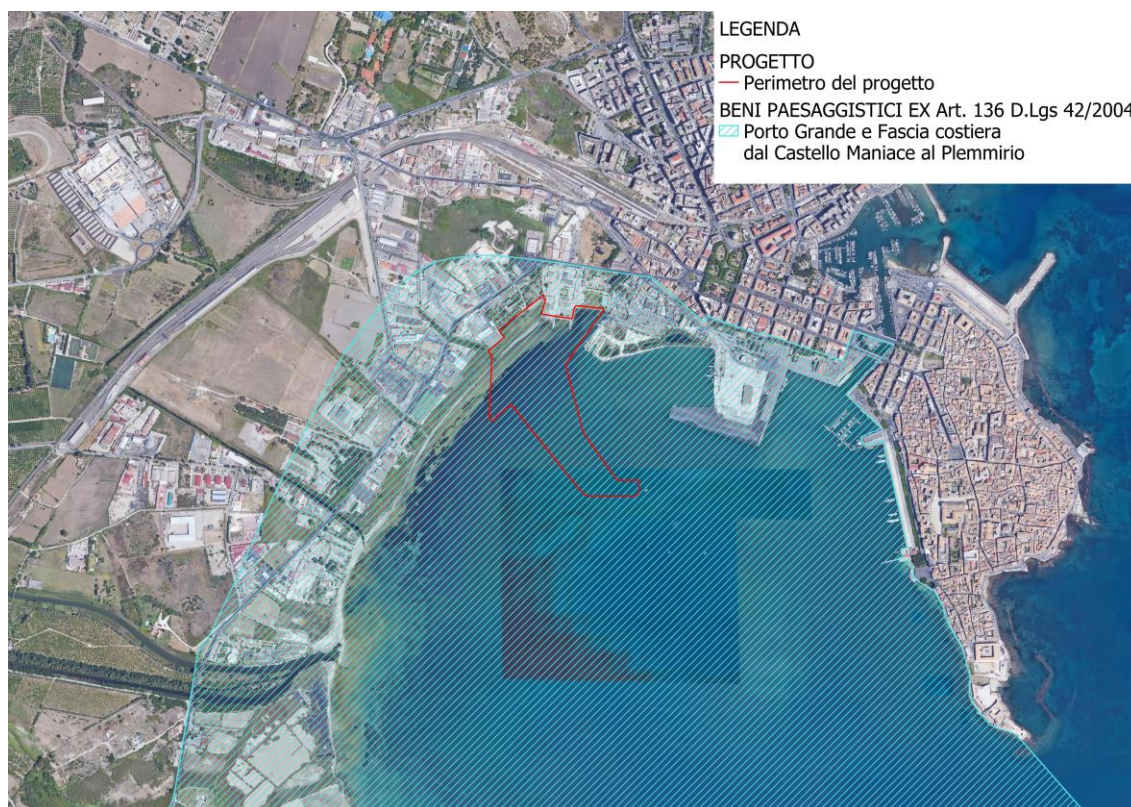 LEGENDA
PROGETTO
Perimetro del progetto
BENI PAESAGGISTICI EX Art. 136 D.Lgs 42/2004
Porto Grande e Fascia costiera
dal Castello Maniace al Plemmirio